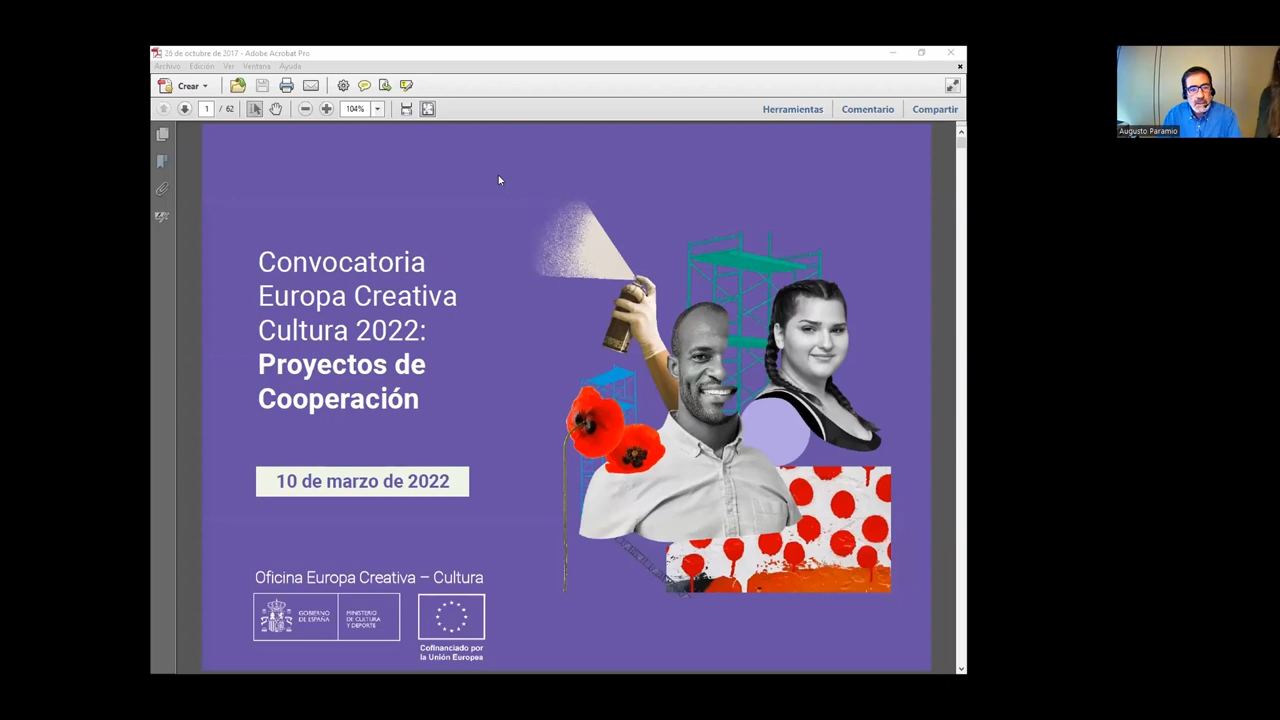 26 de octubre de 2017 - Adobe Acrobat Pro
Archivo Edición Ver Ventana Ayuda
Crear
1 / 62
104%
Herramientas Comentario Compartir
Convocatoria
Europa Creativa
Cultura 2022:
Proyectos de
Cooperación
10 de marzo de 2022
Oficina Europa Creativa – Cultura
GOBIERNO
DE ESPAÑA
MINISTERIO
DE CULTURA
Y DEPORTE
Cofinanciado por
la Unión Europea
Augusto Paramio